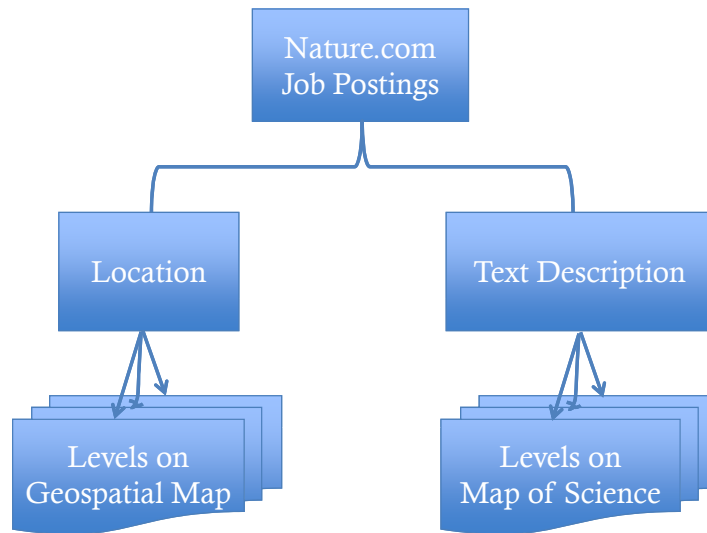 Nature.com
Job Postings
Location
Text Description
Levels on
Geospatial Map
Levels on
Map of Science